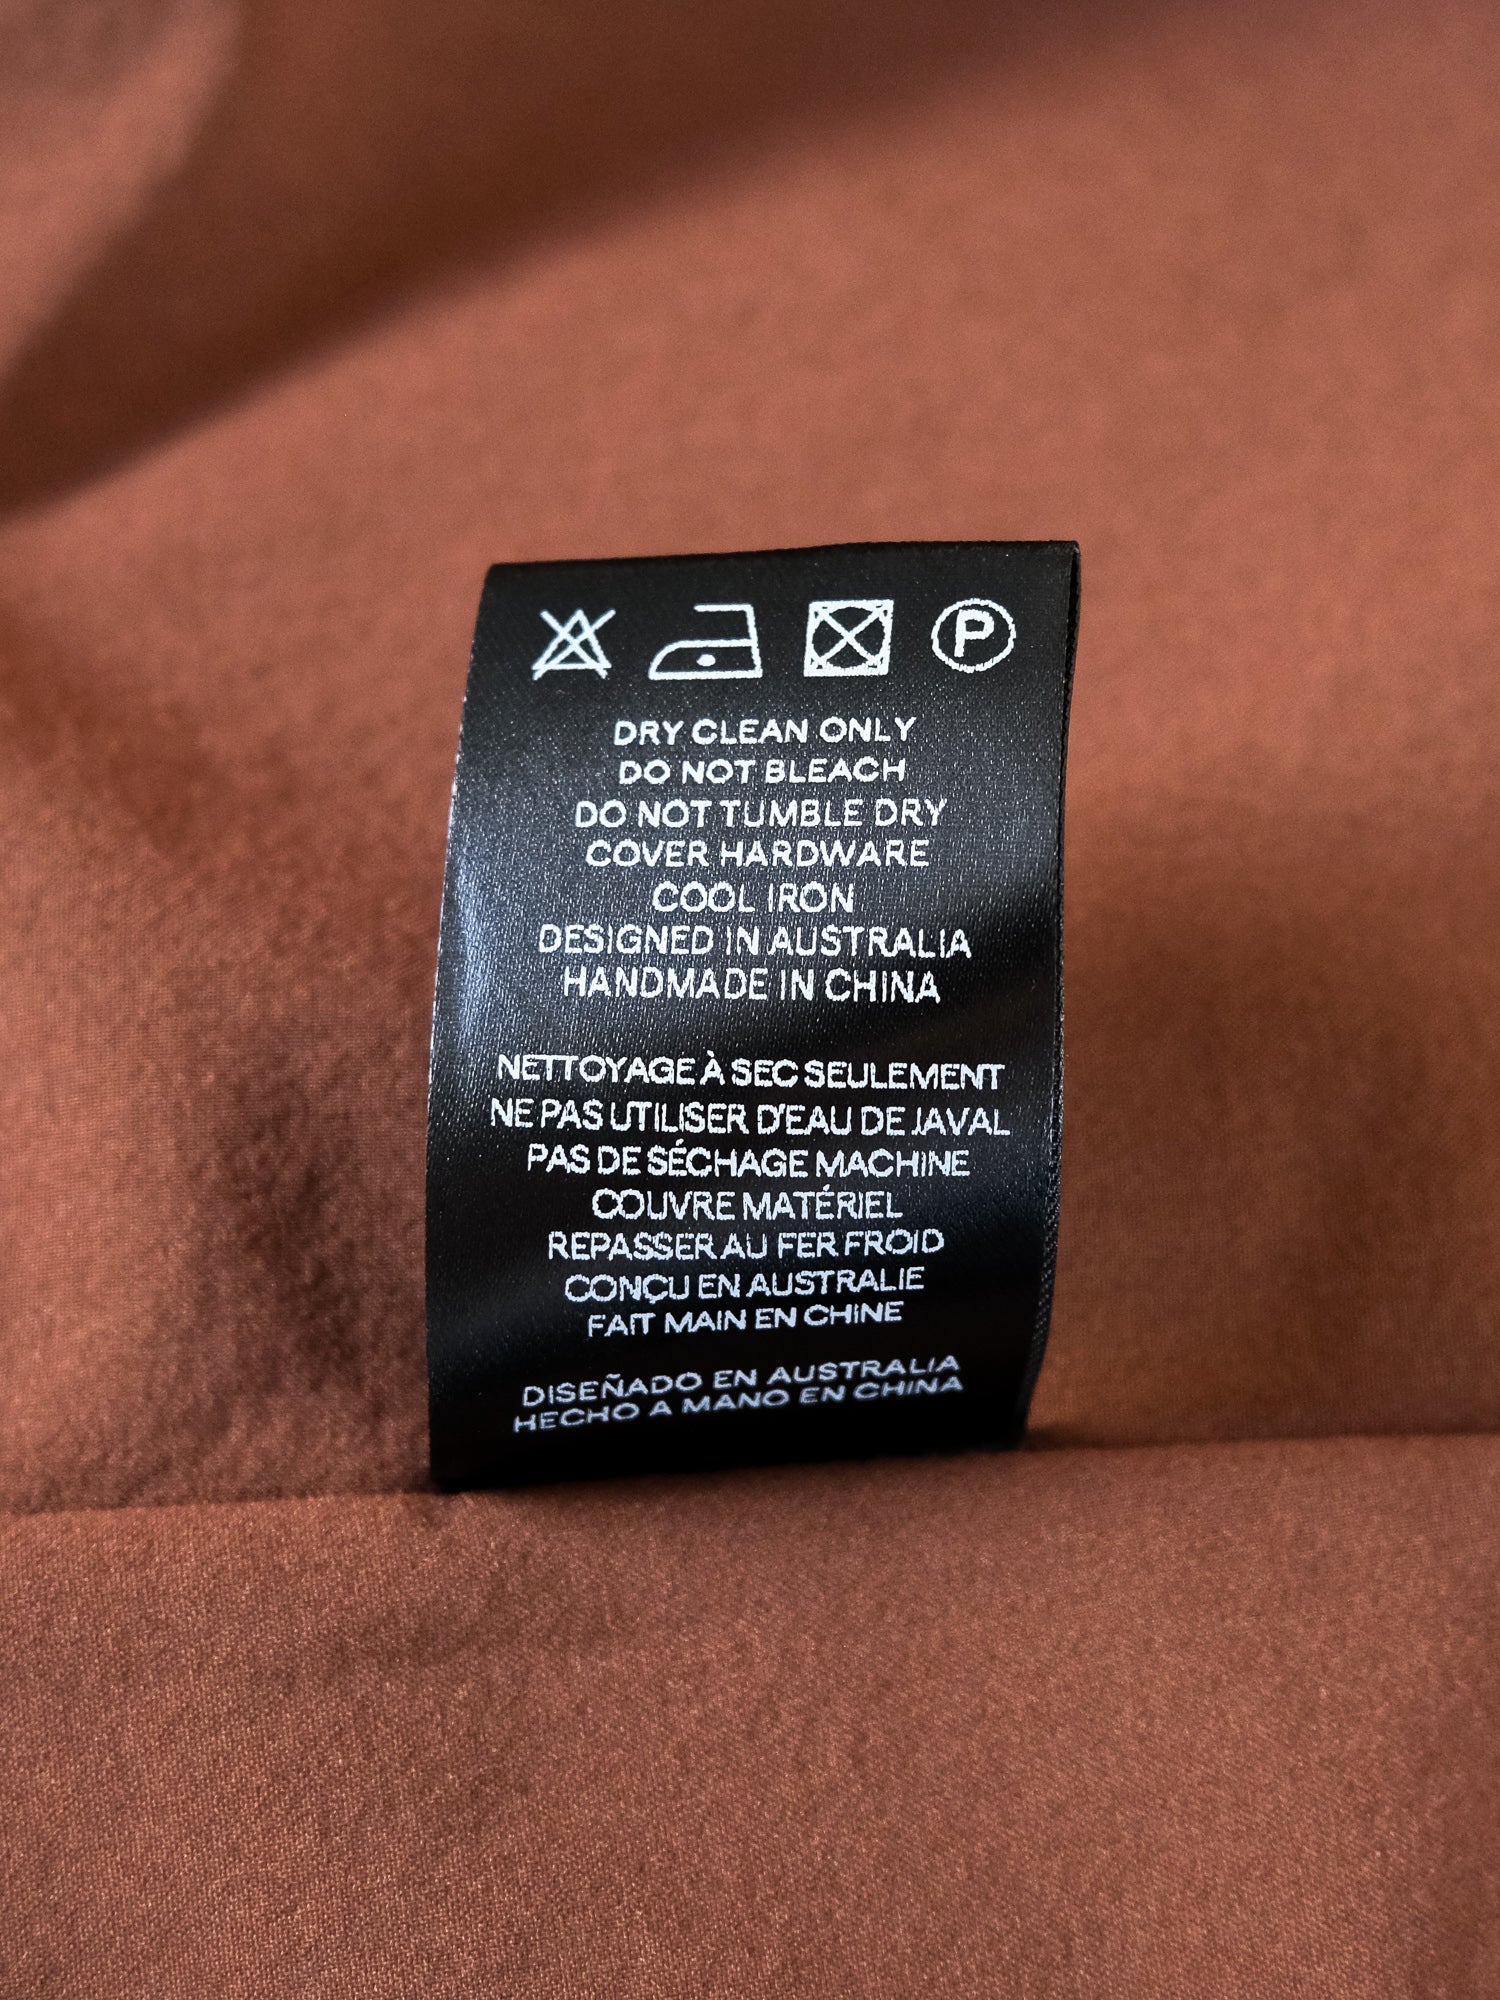 P
DRY CLEAN ONLY
DO NOT BLEACH
DO NOT TUMBLE DRY
COVER HARDWARE
COOL IRON
DESIGNED IN AUSTRALIA
HANDMADE IN CHINA
NETTOYAGE À SEC SEULEMENT
NE PAS UTILISER D'EAU DE JAVAL
PAS DE SÉCHAGE MACHINE
COUVRE MATÉRIEL
REPASSER AU FER FROID
CONÇU EN AUSTRALIE
FAIT MAIN EN CHINE
DISEÑADO EN AUSTRALIA
HECHO A MANO EN CHINA